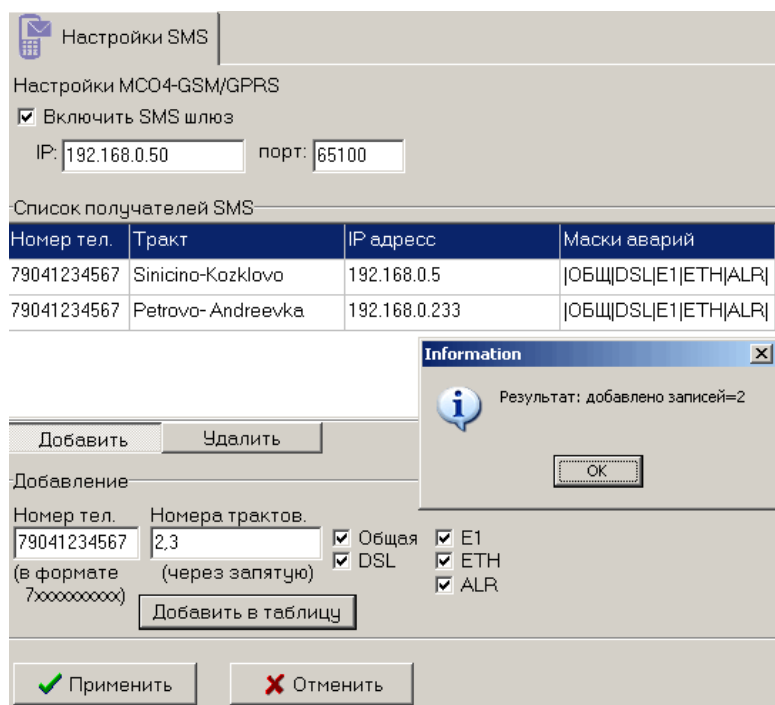 Настройки SMS
Настройки MCO4-GSM/GPRS
Включить SMS шлюз
IP: 192.168.0.50 порт: 65100
Список получателей SMS
Номер тел. Тракт IP адресс Маски аварий
79041234567 Sinicino-Kozklovo 192.168.0.5 |ОБЩ|DSL|E1|ETH|ALR|
79041234567 Petrovo- Andreevka 192.168.0.233 |ОБЩ|DSL|E1|ETH|ALR|
Information
Результат: добавлено записей=2
OK
Добавить Удалить
Добавление
Номер тел. Номера трактов.
79041234567 2,3 Общая E1
(в формате (через запятую) DSL ETH
7xxxxxxxxxx) Добавить в таблицу ALR
Применить Отменить